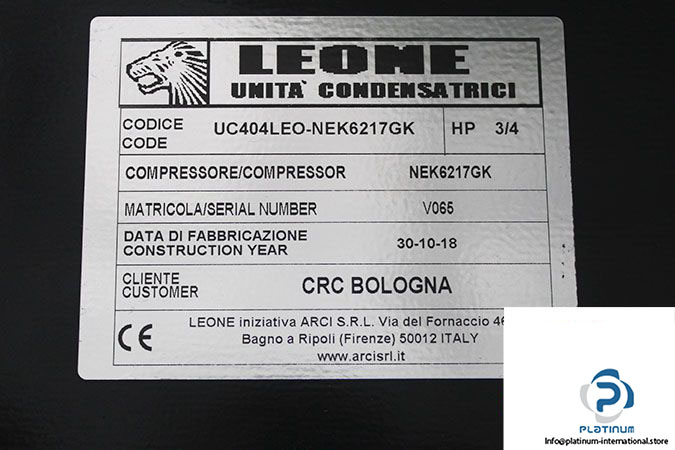 LEONE
UNITA' CONDENSATRICI
CODICE
CODE
UC404LEO-NEK6217GK
HP 3/4
COMPRESSORE/COMPRESSOR NEK6217GK
MATRICOLA/SERIAL NUMBER V065
DATA DI FABBRICAZIONE
CONSTRUCTION YEAR
30-10-18
CLIENTE
CUSTOMER
CRC BOLOGNA
CE
LEONE iniziativa ARCI S.R.L. Via del Fornaccio
Bagno a Ripoli (Firenze) 50012 ITALY
www.arcisrl.it
PLATINUM
Info@platinum-international.store